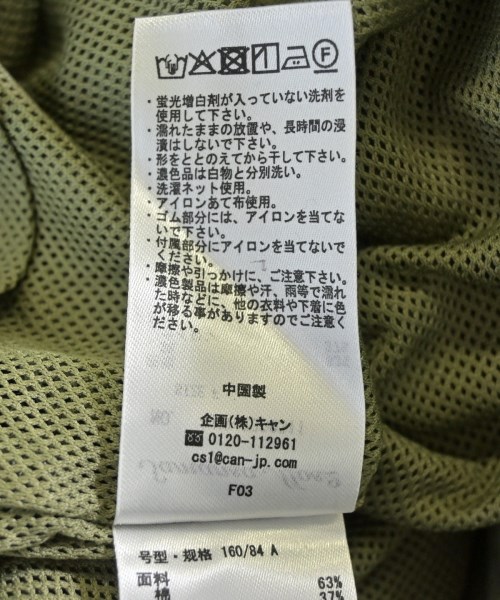 ・蛍光増白剤が入っていない洗剤を
使用して下さい。
・濡れたままの放置や、長時間の浸
漬はしないで下さい。
・形をととのえてから干して下さい。
・濃色品は白物と分別洗い。
・洗濯ネット使用。
・アイロンあて布使用。
・ゴム部分には、アイロンを当てな
いで下さい。
・付属部分にアイロンを当てないで
ください。
・摩擦や引っかけに、ご注意下さい。
・濃色製品は摩擦や汗、雨等で濡れ
た時などに、他の衣料や下着に色
が移る事がありますのでご注意く
ださい。
中国製
企画(株)キャン
0120-112961
cs1@can-jp.com
F03
号型・规格 160/84 A
面料 63%
棉 37%